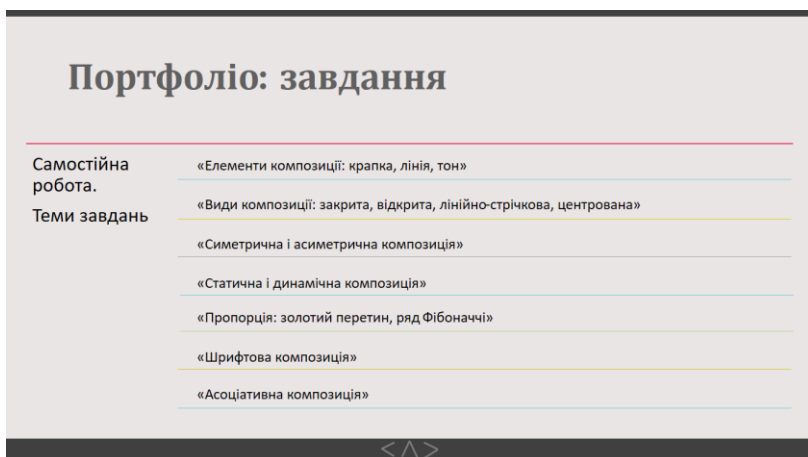 Портфоліо: завдання
Самостійна
робота.
Теми завдань
«Елементи композиції: крапка, лінія, тон»
«Види композиції: закрита, відкрита, лінійно-стрічкова, центрована»
«Симетрична і асиметрична композиція»
«Статична і динамічна композиція»
«Пропорція: золотий перетин, ряд Фібоначчі»
«Шрифтова композиція»
«Асоціативна композиція»